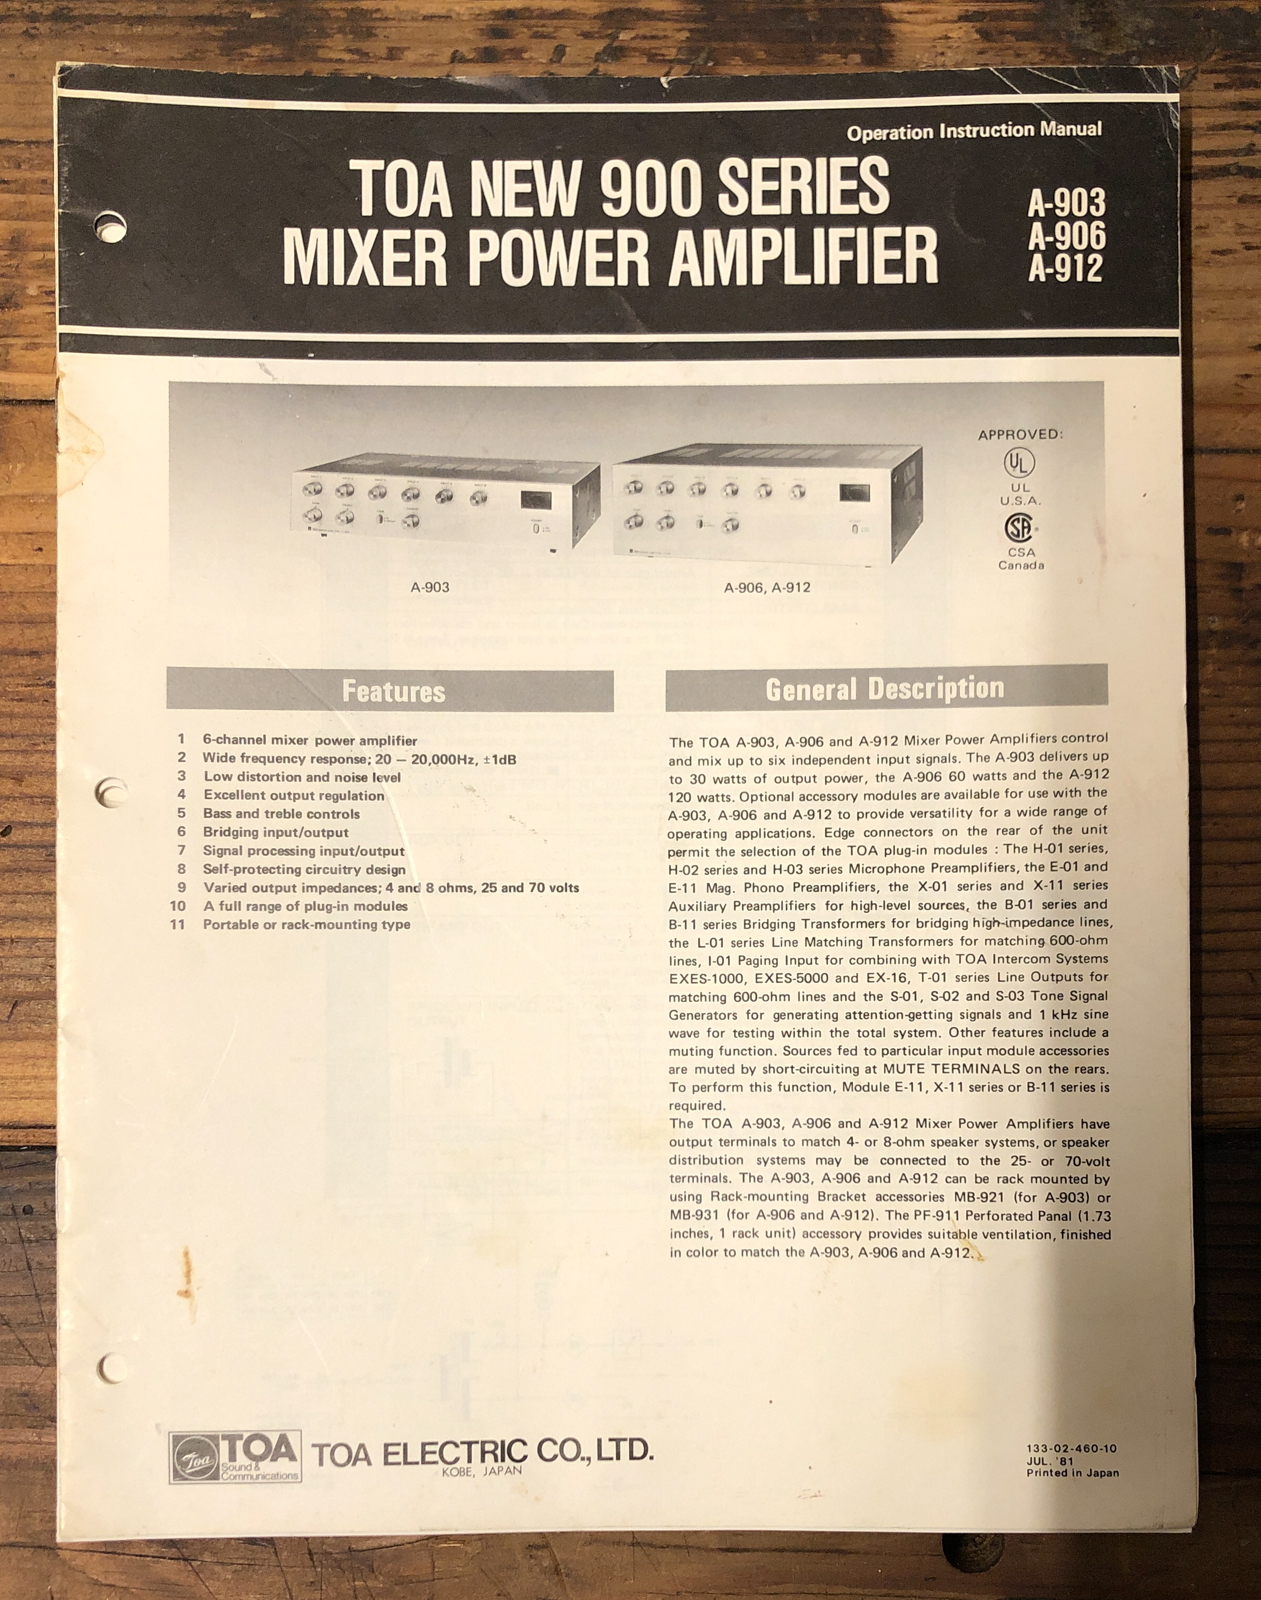 Operation Instruction Manual
TOA NEW 900 SERIES
MIXER POWER AMPLIFIER
A-903
A-906
A-912
APPROVED:
UL
UL
U.S.A.
SA
CSA
Canada
A-903
A-906, A-912
Features
1 6-channel mixer power amplifier
2 Wide frequency response; 20 – 20,000Hz, ±1dB
3 Low distortion and noise level
4 Excellent output regulation
5 Bass and treble controls
6 Bridging input/output
7 Signal processing input/output
8 Self-protecting circuitry design
9 Varied output impedances; 4 and 8 ohms, 25 and 70 volts
10 A full range of plug-in modules
11 Portable or rack-mounting type
General Description
The TOA A-903, A-906 and A-912 Mixer Power Amplifiers control
and mix up to six independent input signals. The A-903 delivers up
to 30 watts of output power, the A-906 60 watts and the A-912
120 watts. Optional accessory modules are available for use with the
A-903, A-906 and A-912 to provide versatility for a wide range of
operating applications. Edge connectors on the rear of the unit
permit the selection of the TOA plug-in modules : The H-01 series,
H-02 series and H-03 series Microphone Preamplifiers, the E-01 and
E-11 Mag. Phono Preamplifiers, the X-01 series and X-11 series
Auxiliary Preamplifiers for high-level sources, the B-01 series and
B-11 series Bridging Transformers for bridging high-impedance lines,
the L-01 series Line Matching Transformers for matching 600-ohm
lines, I-01 Paging Input for combining with TOA Intercom Systems
EXES-1000, EXES-5000 and EX-16, T-01 series Line Outputs for
matching 600-ohm lines and the S-01, S-02 and S-03 Tone Signal
Generators for generating attention-getting signals and 1 kHz sine
wave for testing within the total system. Other features include a
muting function. Sources fed to particular input module accessories
are muted by short-circuiting at MUTE TERMINALS on the rears.
To perform this function, Module E-11, X-11 series or B-11 series is
required.
The TOA A-903, A-906 and A-912 Mixer Power Amplifiers have
output terminals to match 4- or 8-ohm speaker systems, or speaker
distribution systems may be connected to the 25- or 70-volt
terminals. The A-903, A-906 and A-912 can be rack mounted by
using Rack-mounting Bracket accessories MB-921 (for A-903) or
MB-931 (for A-906 and A-912). The PF-911 Perforated Panal (1.73
inches, 1 rack unit) accessory provides suitable ventilation, finished
in color to match the A-903, A-906 and A-912.
Toa
TOA
Sound &
Communications
TOA ELECTRIC CO., LTD.
KOBE, JAPAN
133-02-460-10
JUL. '81
Printed in Japan